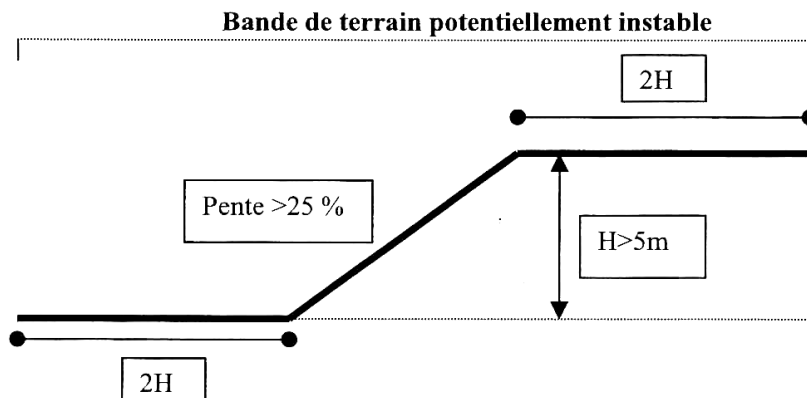 Bande de terrain potentiellement instable
2H
Pente >25 %
H>5m
2H